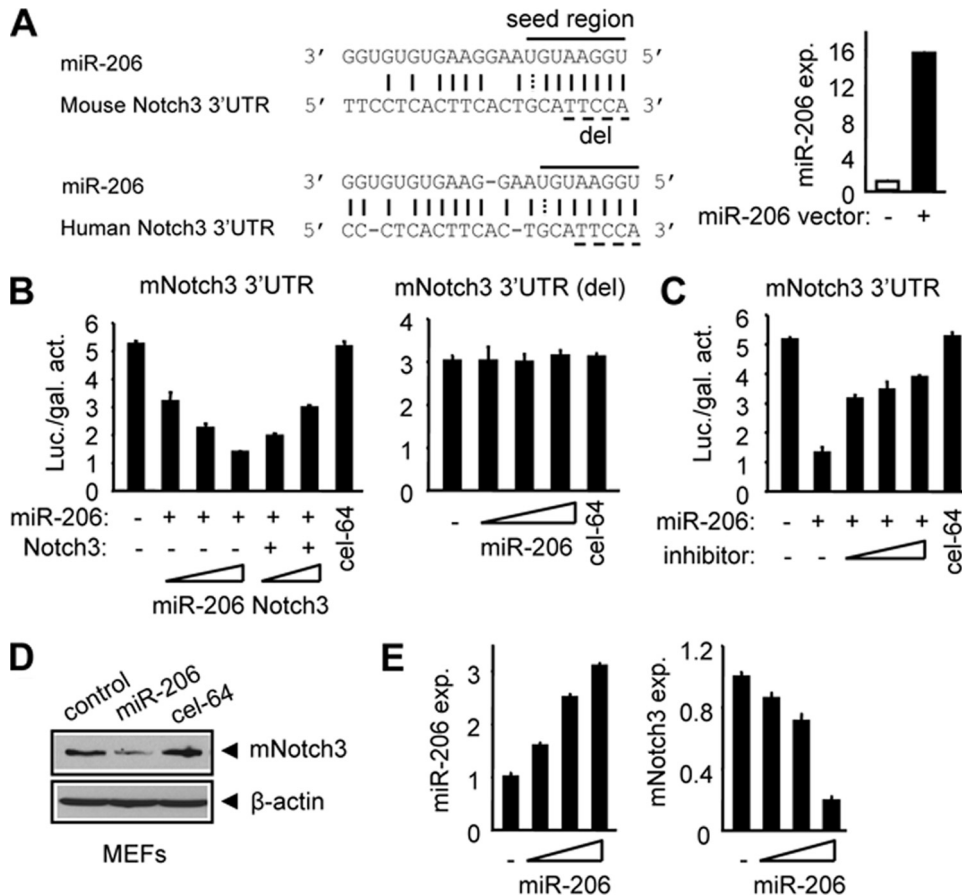 A
seed region
3’ GGUGUGUGAAGGAAUGUAAGGU 5’
miR-206
Mouse Notch3 3’UTR
5’ TTCCTCACTTCACTGCATTCCA 3’
del
miR-206
3’ GGUGUGUGAAG-GAAUGUAAGGU 5’
Human Notch3 3’UTR
5’ CC-CTCACTTCAC-TGCATTCCA 3’
miR-206 exp.
16
12
8
4
0
miR-206 vector: - +
B
mNotch3 3’UTR
Luc./gal. act.
6
5
4
3
2
1
0
miR-206: - + + + + +
Notch3: - - - - + +
cel-64
miR-206 Notch3
mNotch3 3’UTR (del)
4
3
2
1
0
-
miR-206
cel-64
C
mNotch3 3’UTR
Luc./gal. act.
6
5
4
3
2
1
0
miR-206: - + + + +
inhibitor: - -
cel-64
D
control
miR-206
cel-64
mNotch3
β-actin
MEFs
E
miR-206 exp.
3
2
1
0
-
miR-206
mNotch3 exp.
1.2
0.8
0.4
0
-
miR-206